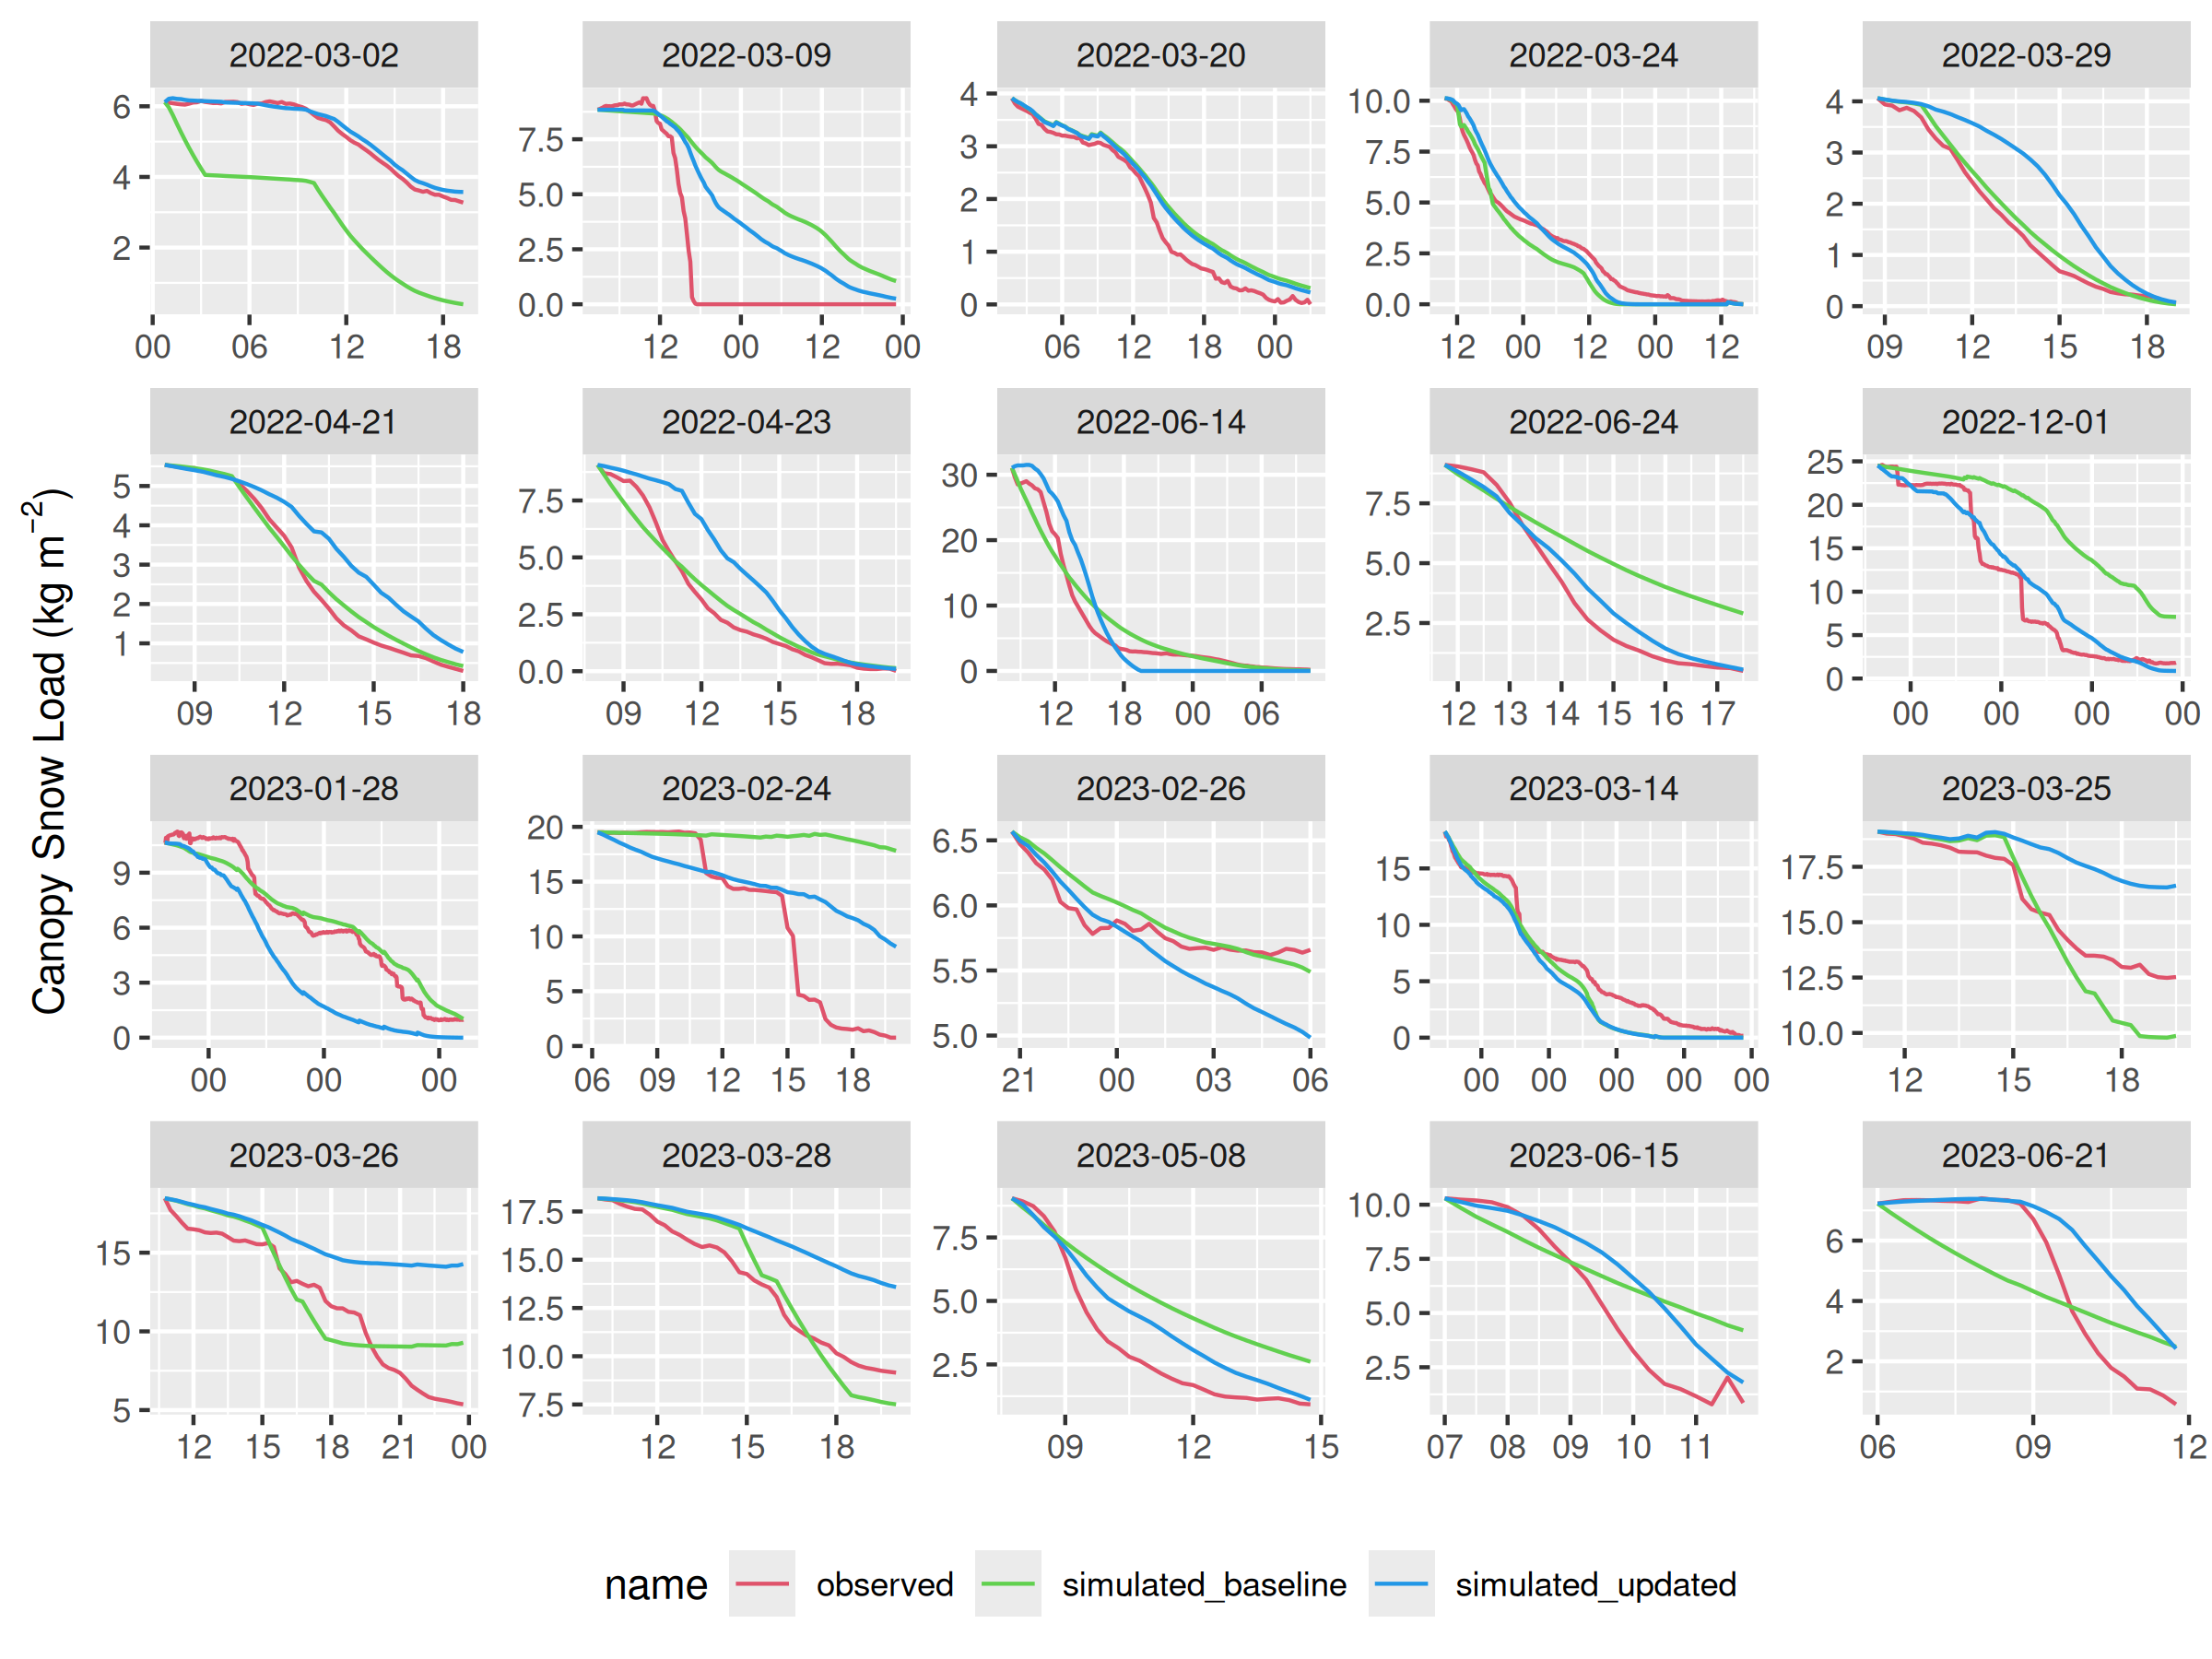 2022-03-02 2022-03-09 2022-03-20 2022-03-24 2022-03-29
6 4 2
7.5 5.0 2.5 0.0
4 3 2 1 0
10.0 7.5 5.0 2.5 0.0
4 3 2 1 0
00 06 12 18
12 00 12 00
06 12 18 00
12 00 12 00 12
09 12 15 18
2022-04-21 2022-04-23 2022-06-14 2022-06-24 2022-12-01
5 4 3 2 1
7.5 5.0 2.5 0.0
30 20 10 0
7.5 5.0 2.5
25 20 15 10 5 0
09 12 15 18
09 12 15 18
12 18 00 06
12 13 14 15 16 17
00 00 00 00
Canopy Snow Load (kg m−2)
2023-01-28 2023-02-24 2023-02-26 2023-03-14 2023-03-25
9 6 3 0
20 15 10 5 0
6.5 6.0 5.5 5.0
15 10 5 0
17.5 15.0 12.5 10.0
00 00 00
06 09 12 15 18
21 00 03 06
00 00 00 00 00
12 15 18
2023-03-26 2023-03-28 2023-05-08 2023-06-15 2023-06-21
15 10 5
17.5 15.0 12.5 10.0 7.5
7.5 5.0 2.5
10.0 7.5 5.0 2.5
6 4 2
12 15 18 21 00
12 15 18
09 12 15
07 08 09 10 11
06 09 12
name observed simulated_baseline simulated_updated